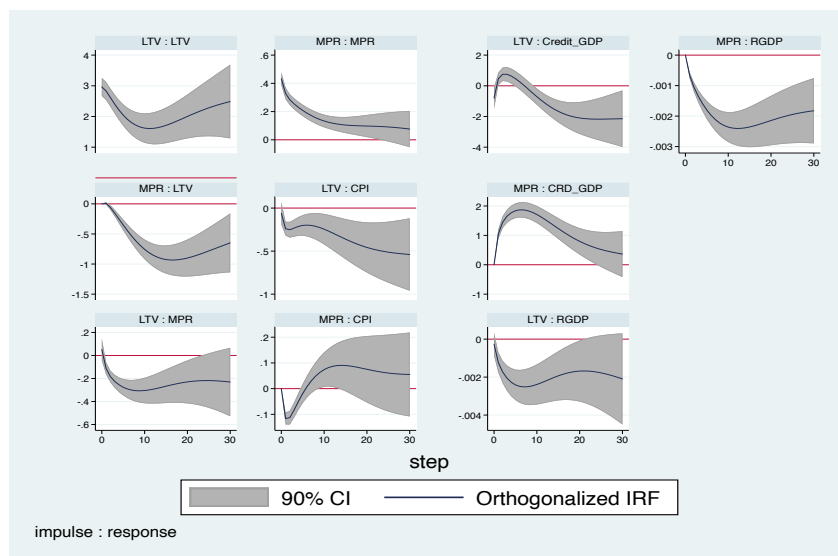 LTV : LTV
4
3
2
1
MPR : MPR
.6
.4
.2
0
LTV : Credit_GDP
2
0
-2
-4
MPR : RGDP
0
-.001
-.002
-.003
0 10 20 30
MPR : LTV
0
-.5
-1
-1.5
LTV : CPI
0
-.5
-1
MPR : CRD_GDP
2
1
0
LTV : MPR
.2
0
-.2
-.4
-.6
0 10 20 30
MPR : CPI
.2
.1
0
-.1
0 10 20 30
LTV : RGDP
0
-.002
-.004
0 10 20 30
step
90% CI Orthogonalized IRF
impulse : response